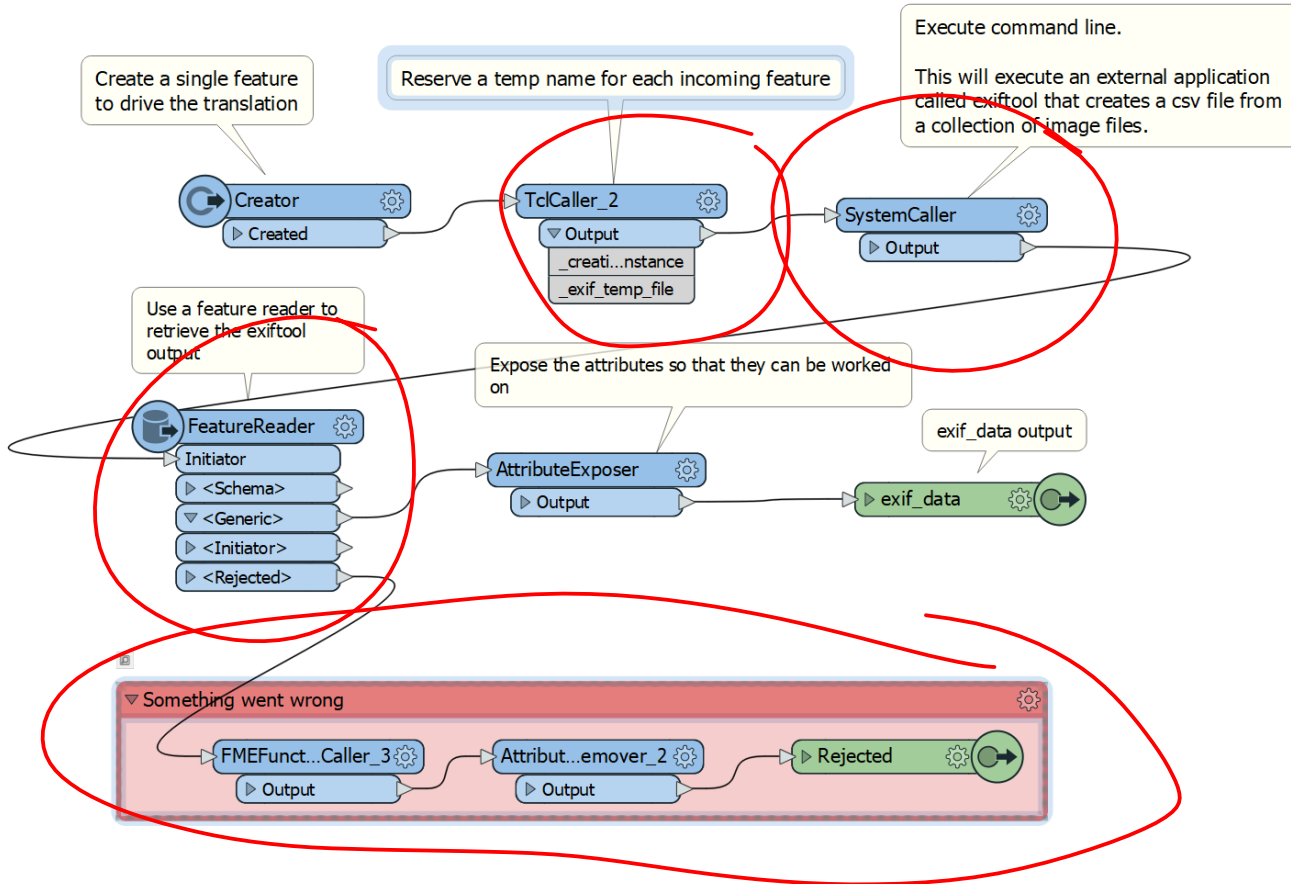 Execute command line.
This will execute an external application
called exiftool that creates a csv file from
a collection of image files.
Create a single feature
to drive the translation
Reserve a temp name for each incoming feature
Creator
Created
TclCaller_2
Output
_creati...nstance
_exif_temp_file
SystemCaller
Output
Use a feature reader to
retrieve the exiftool
output
Expose the attributes so that they can be worked
on
exif_data output
FeatureReader
Initiator
<Schema>
<Generic>
<Initiator>
<Rejected>
AttributeExposer
Output
exif_data
Something went wrong
FMEFunct...Caller_3
Output
Attribut...emover_2
Output
Rejected